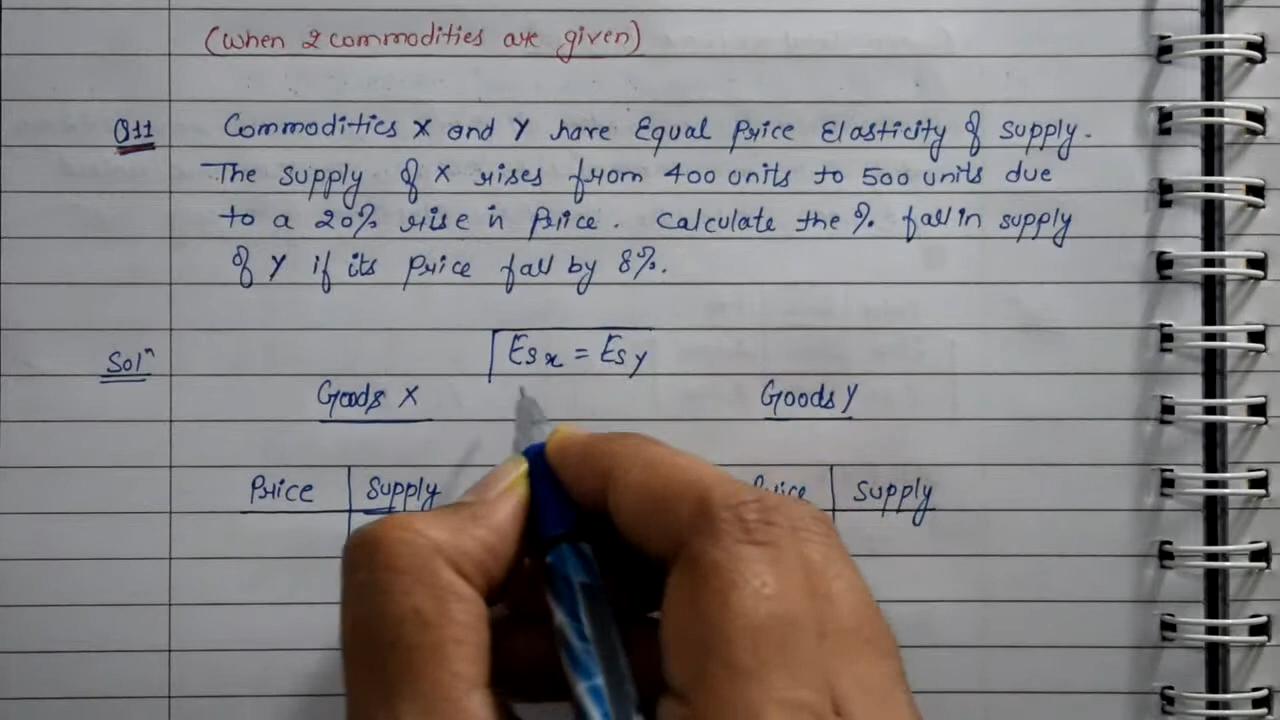 (when 2 commodities are given)
Q11 Commodities X and Y have Equal Price Elasticity of supply.
The supply of X rises from 400 units to 500 units due
to a 20% rise in Price. Calculate the % fall in supply
of Y if its Price fall by 8%.
Solⁿ Esx = Esy
Goods X Goods Y
Price Supply Price Supply